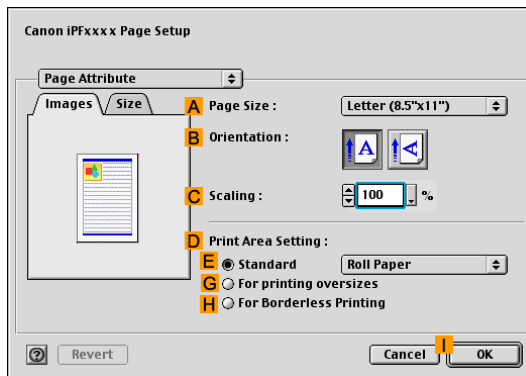 Canon iPFxxxx Page Setup
Page Attribute
Images Size
A Page Size : Letter (8.5"x11")
B Orientation : A A
C Scaling : 100 %
D Print Area Setting :
E Standard Roll Paper
G For printing oversizes
H For Borderless Printing
? Revert Cancel I OK